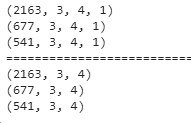 (2163, 3, 4, 1)
(677, 3, 4, 1)
(541, 3, 4, 1)
==========================
(2163, 3, 4)
(677, 3, 4)
(541, 3, 4)